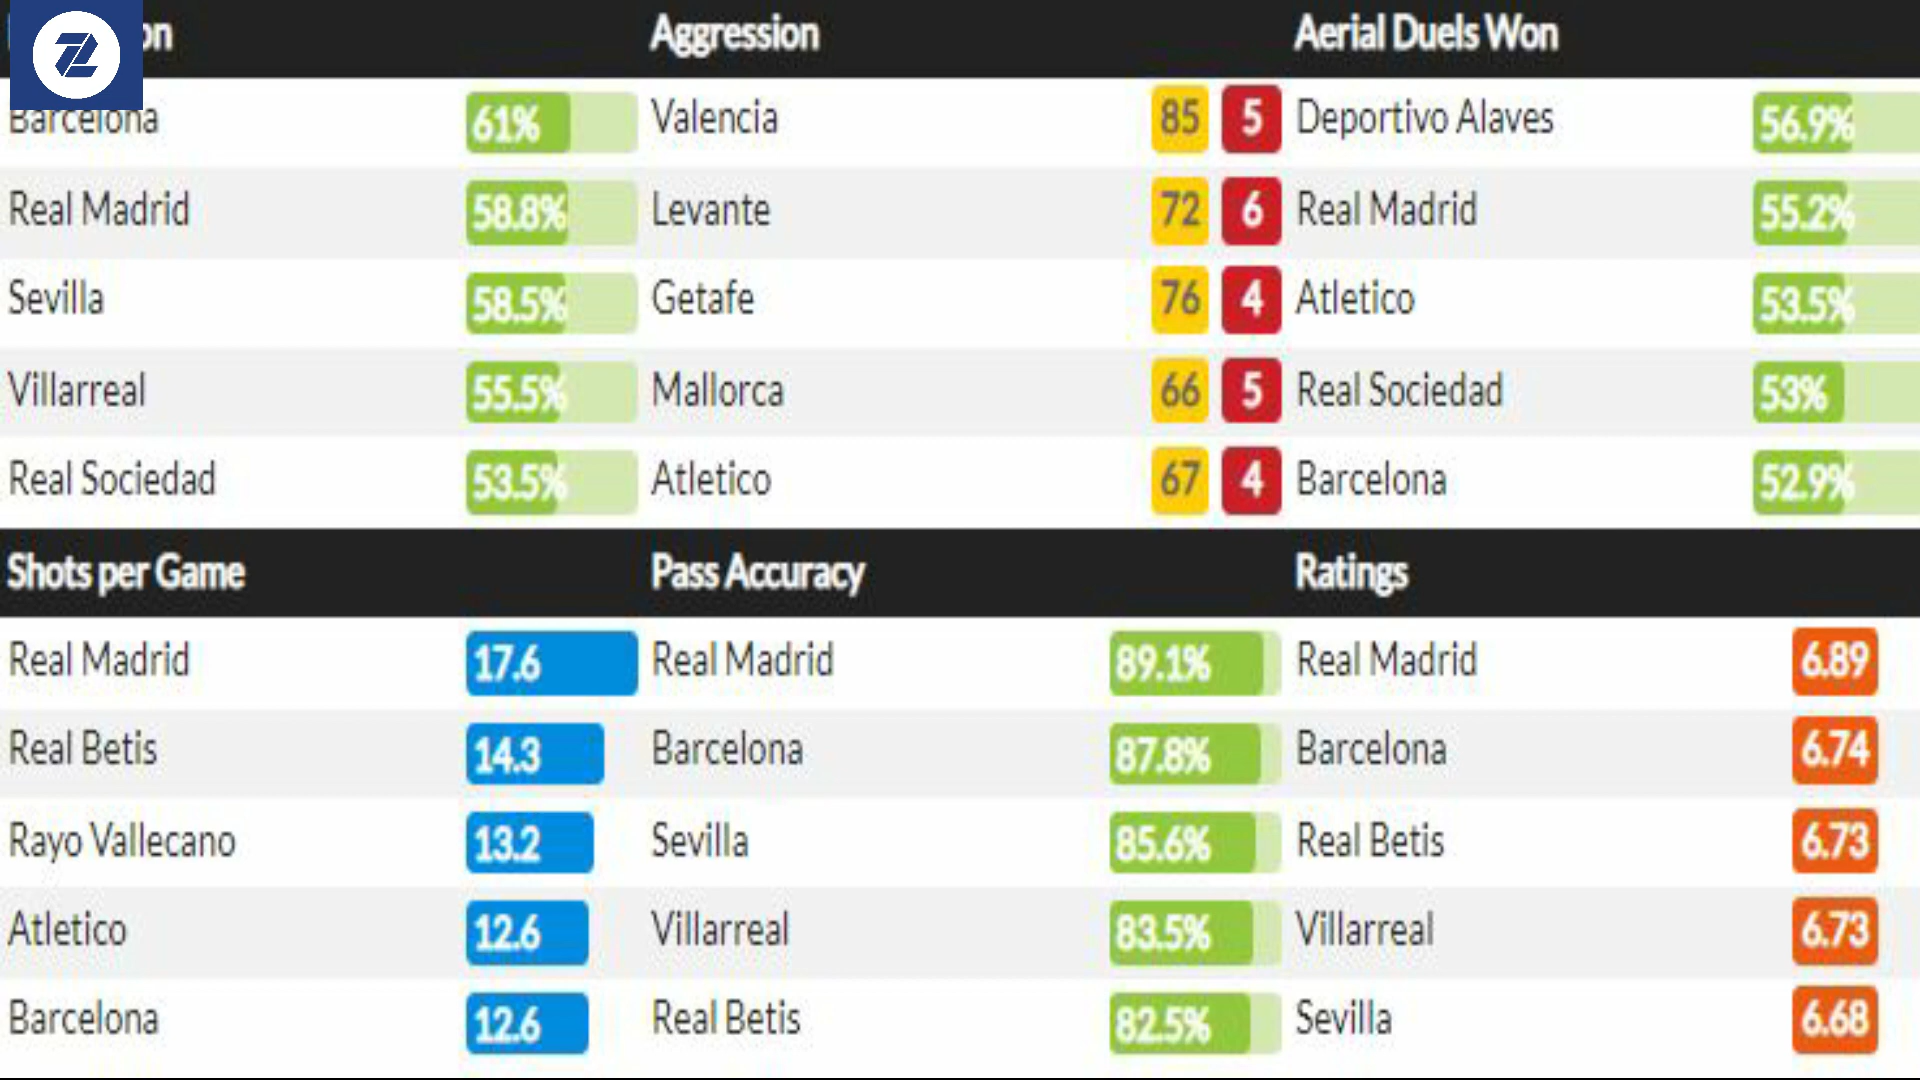 on Aggression Aerial Duels Won
Barcelona 61% Valencia 85 5 Deportivo Alaves 56.9%
Real Madrid 58.8% Levante 72 6 Real Madrid 55.2%
Sevilla 58.5% Getafe 76 4 Atletico 53.5%
Villarreal 55.5% Mallorca 66 5 Real Sociedad 53%
Real Sociedad 53.5% Atletico 67 4 Barcelona 52.9%
Shots per Game Pass Accuracy Ratings
Real Madrid 17.6 Real Madrid 89.1% Real Madrid 6.89
Real Betis 14.3 Barcelona 87.8% Barcelona 6.74
Rayo Vallecano 13.2 Sevilla 85.6% Real Betis 6.73
Atletico 12.6 Villarreal 83.5% Villarreal 6.73
Barcelona 12.6 Real Betis 82.5% Sevilla 6.68